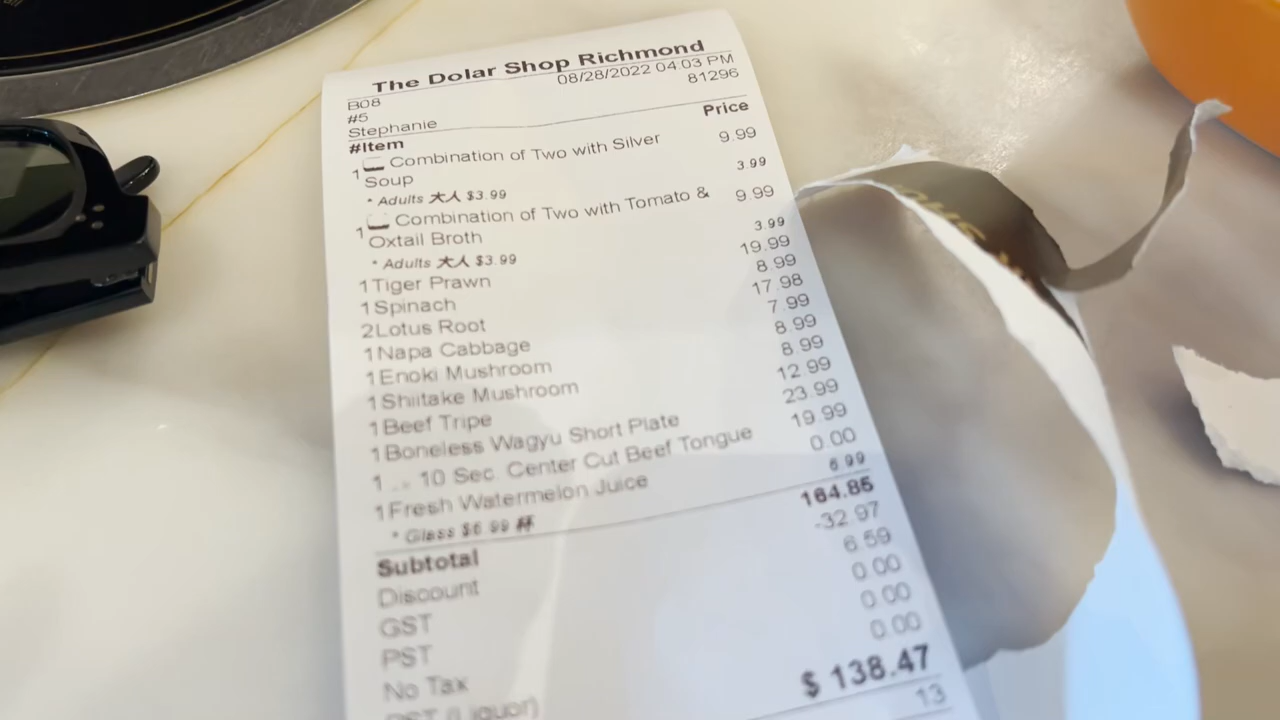 The Dolar Shop Richmond
B08 08/28/2022 04:03 PM
#5 81296
Stephanie
#Item Price
1 Combination of Two with Silver 9.99
Soup
• Adults 大人 $3.99 3.99
1 Combination of Two with Tomato & 9.99
Oxtail Broth
• Adults 大人 $3.99 3.99
1 Tiger Prawn 19.99
1 Spinach 8.99
2 Lotus Root 17.98
1 Napa Cabbage 7.99
1 Enoki Mushroom 8.99
1 Shiitake Mushroom 8.99
1 Beef Tripe 12.99
1 Boneless Wagyu Short Plate 23.99
1 10 Sec Center Cut Beef Tongue 19.99
1 Fresh Watermelon Juice 0.00
• Glass $6.99 杯 6.99
Subtotal 164.85
Discount -32.97
GST 6.59
PST 0.00
No Tax 0.00
PST (Liquor) 0.00
$ 138.47
13